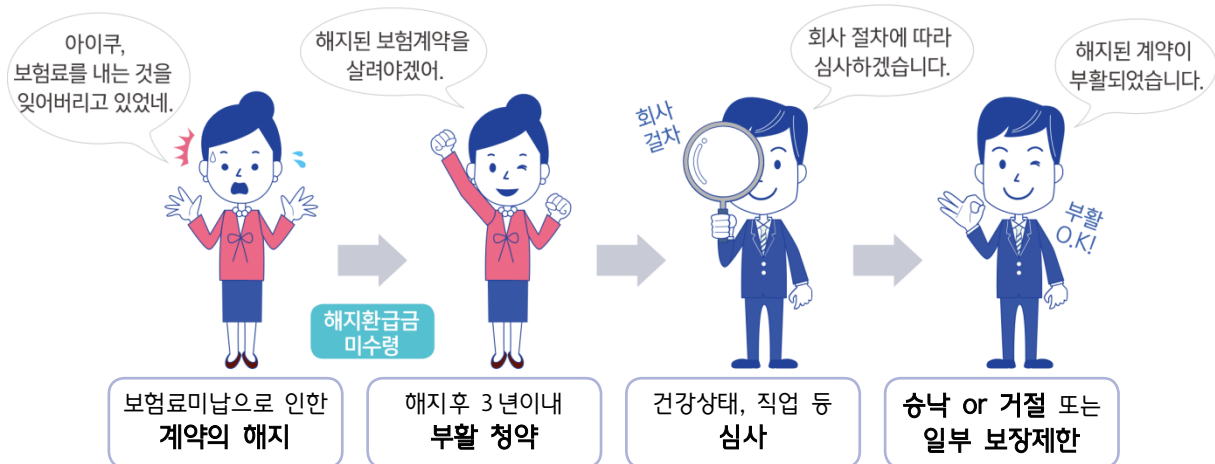 아이쿠,
보험료를 내는 것을
잊어버리고 있었네.
해지된 보험계약을
살려야겠어.
회사 절차에 따라
심사하겠습니다.
해지된 계약이
부활되었습니다.
회사
걸차
부활
O.K!
해지환급금
미수령
보험료미납으로 인한
계약의 해지
해지후 3년이내
부활 청약
건강상태, 직업 등
심사
승낙 or 거절 또는
일부 보장제한